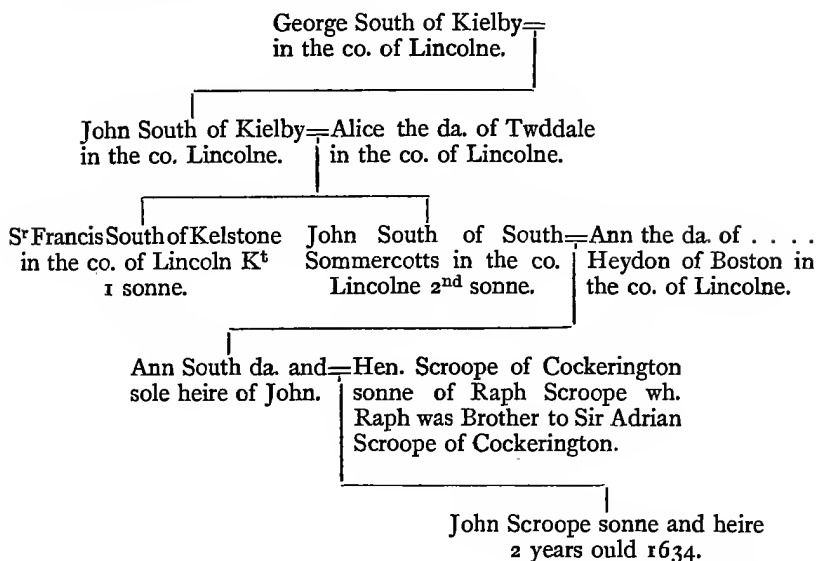 George South of Kielby=
in the co. of Lincolne.
John South of Kielby=Alice the da. of Twddale
in the co. Lincolne. in the co. of Lincolne.
Sr Francis South of Kelstone
in the co. of Lincoln Kt
1 sonne.
John South of South=Ann the da. of . . . .
Sommercotts in the co. Heydon of Boston in
Lincolne 2nd sonne. the co. of Lincolne.
Ann South da. and=Hen. Scroope of Cockerington
sole heire of John. sonne of Raph Scroope wh.
Raph was Brother to Sir Adrian
Scroope of Cockerington.
John Scroope sonne and heire
2 years ould 1634.